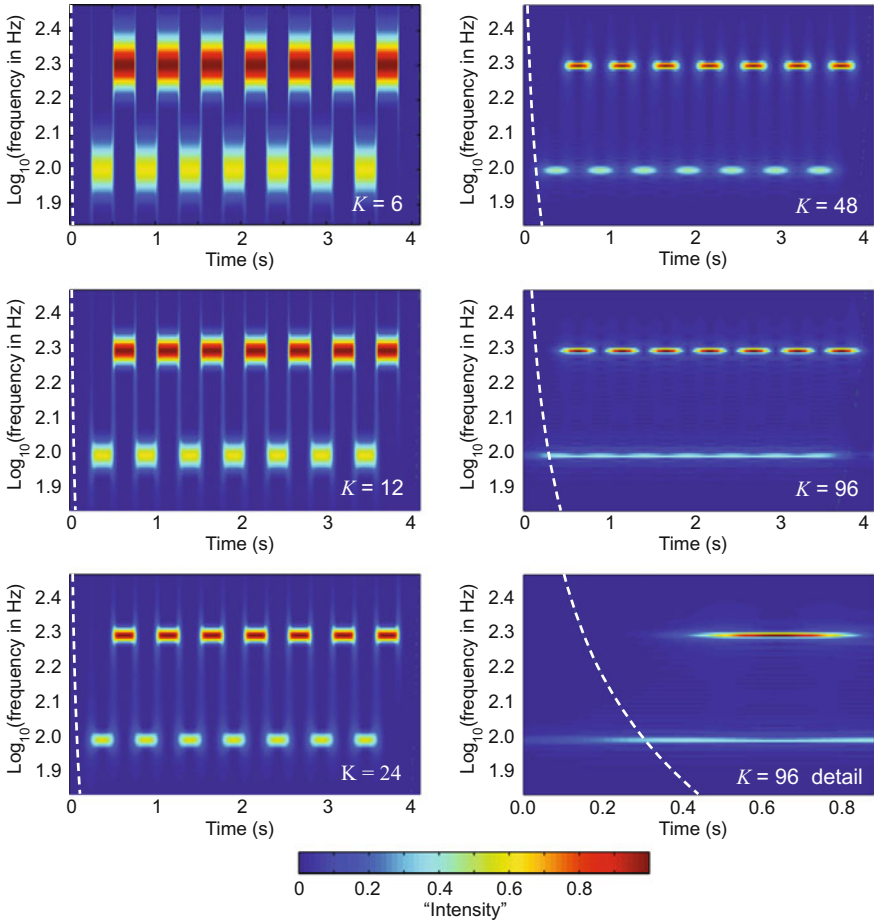 Log10(frequency in Hz)
2.4
2.3
2.2
2.1
2.0
1.9
K = 6
0 1 2 3 4
Time (s)
Log10(frequency in Hz)
2.4
2.3
2.2
2.1
2.0
1.9
K = 48
0 1 2 3 4
Time (s)
Log10(frequency in Hz)
2.4
2.3
2.2
2.1
2.0
1.9
K = 12
0 1 2 3 4
Time (s)
Log10(frequency in Hz)
2.4
2.3
2.2
2.1
2.0
1.9
K = 96
0 1 2 3 4
Time (s)
Log10(frequency in Hz)
2.4
2.3
2.2
2.1
2.0
1.9
K = 24
0 1 2 3 4
Time (s)
Log10(frequency in Hz)
2.4
2.3
2.2
2.1
2.0
1.9
K = 96 detail
0.0 0.2 0.4 0.6 0.8
Time (s)
0 0.2 0.4 0.6 0.8
“Intensity”